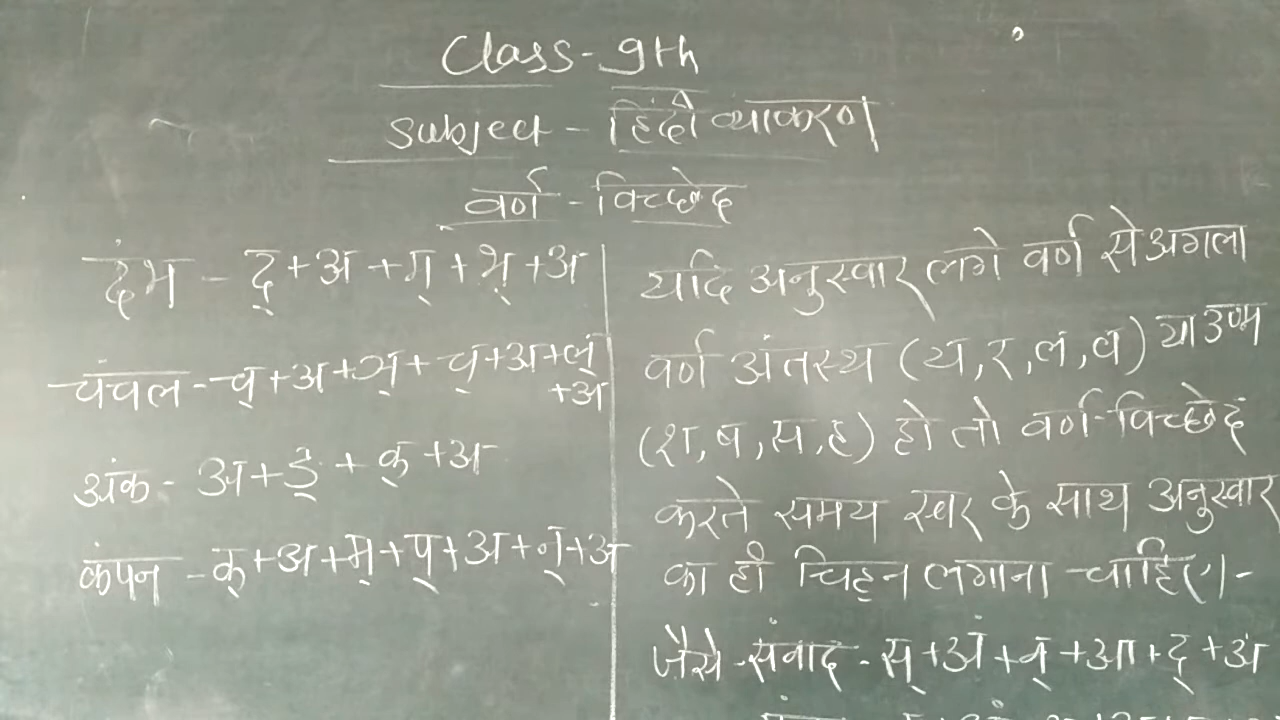 Class-9th
Subject - हिंदी व्याकरण
वर्ण - विच्छेद
दंभ - द् + अ + म् + भ् + अ
चंचल - च् + अ + ञ् + च् + अ + ल्
+ अ
अंक - अ + ङ् + क् + अ
कंपन - क् + अ + म् + प् + अ + न् + अ
यदि अनुस्वार लगे वर्ण से अगला
वर्ण अंतस्थ (य, र, ल, व) या उष्म
(श, ष, स, ह) हो तो वर्ण-विच्छेद
करते समय स्वर के साथ अनुस्वार
का ही चिह्न लगाना चाहिए।-
जैसे - संवाद - स् + अं + व् + आ + द् + अ